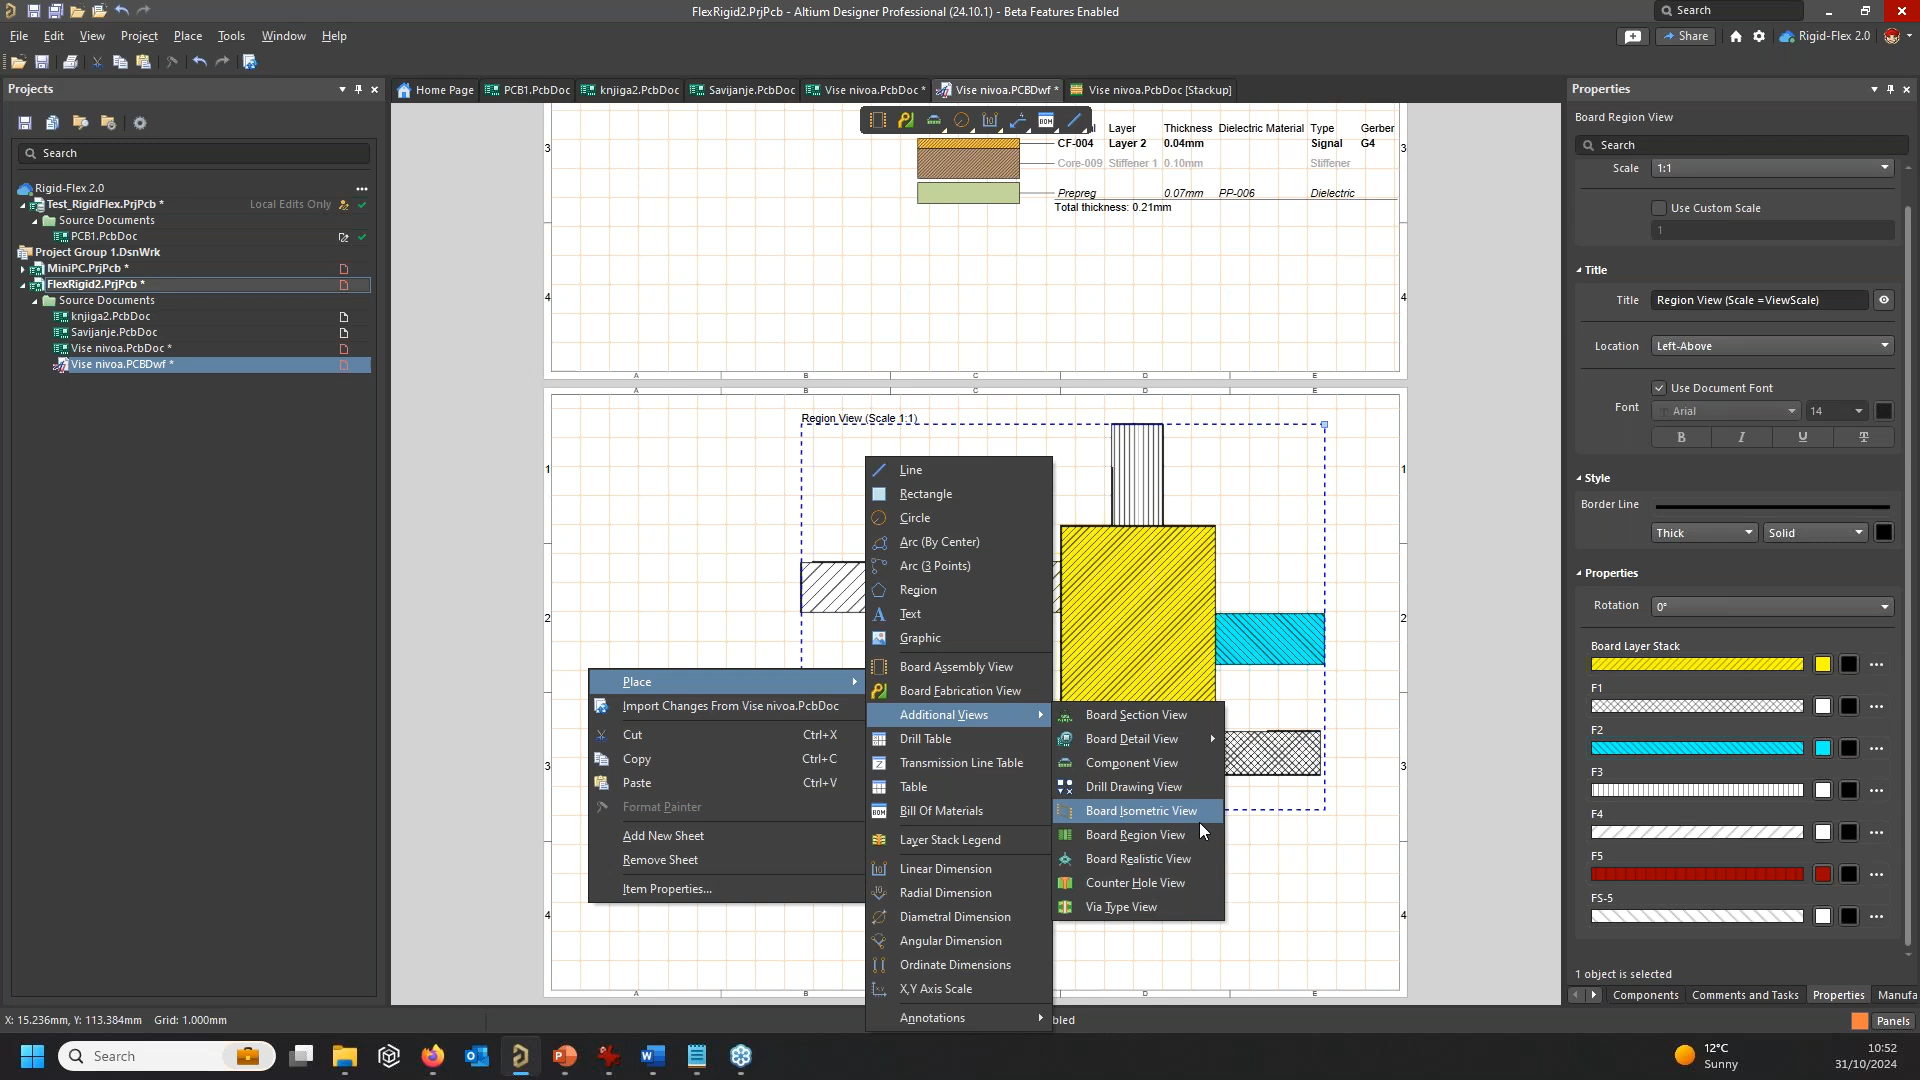 FlexRigid2.PrjPcb - Altium Designer Professional (24.10.1) - Beta Features Enabled
Search
File Edit View Project Place Tools Window Help
Share
Rigid-Flex 2.0
Projects
Home Page
PCB1.PcbDoc
knjiga2.PcbDoc
Savijanje.PcbDoc
Vise nivoa.PcbDoc *
Vise nivoa.PCBDwf *
Vise nivoa.PcbDoc [Stackup]
Search
Rigid-Flex 2.0
Test_RigidFlex.PrjPcb *
Local Edits Only
Source Documents
PCB1.PcbDoc
Project Group 1.DsnWrk
MiniPC.PrjPcb *
FlexRigid2.PrjPcb *
Source Documents
knjiga2.PcbDoc
Savijanje.PcbDoc
Vise nivoa.PcbDoc *
Vise nivoa.PCBDwf *
Layer Thickness Dielectric Material Type Gerber
CF-004 Layer 2 0.04mm Signal G4
Core-009 Stiffener 1 0.10mm Stiffener
Prepreg 0.07mm PP-006 Dielectric
Total thickness: 0.21mm
3
3
4
4
A B C D E
A B C D E
Region View (Scale 1:1)
1
1
2
2
3
3
4
4
A
B
D
E
Place
Import Changes From Vise nivoa.PcbDoc
Cut Ctrl+X
Copy Ctrl+C
Paste Ctrl+V
Format Painter
Add New Sheet
Remove Sheet
Item Properties...
Line
Rectangle
Circle
Arc (By Center)
Arc (3 Points)
Region
Text
Graphic
Board Assembly View
Board Fabrication View
Additional Views
Drill Table
Transmission Line Table
Table
Bill Of Materials
Layer Stack Legend
Linear Dimension
Radial Dimension
Diametral Dimension
Angular Dimension
Ordinate Dimensions
X,Y Axis Scale
Annotations
Board Section View
Board Detail View
Component View
Drill Drawing View
Board Isometric View
Board Region View
Board Realistic View
Counter Hole View
Via Type View
Properties
Board Region View
Search
Scale 1:1
Use Custom Scale
1
Title
Title Region View (Scale =ViewScale)
Location Left-Above
Use Document Font
Font Arial 14
B I U T
Style
Border Line
Thick Solid
Properties
Rotation 0°
Board Layer Stack
F1
F2
F3
F4
F5
FS-5
1 object is selected
Components Comments and Tasks Properties Manufa
X: 15.236mm, Y: 113.384mm Grid: 1.000mm
bled
Panels
Search
12°C
Sunny
10:52
31/10/2024